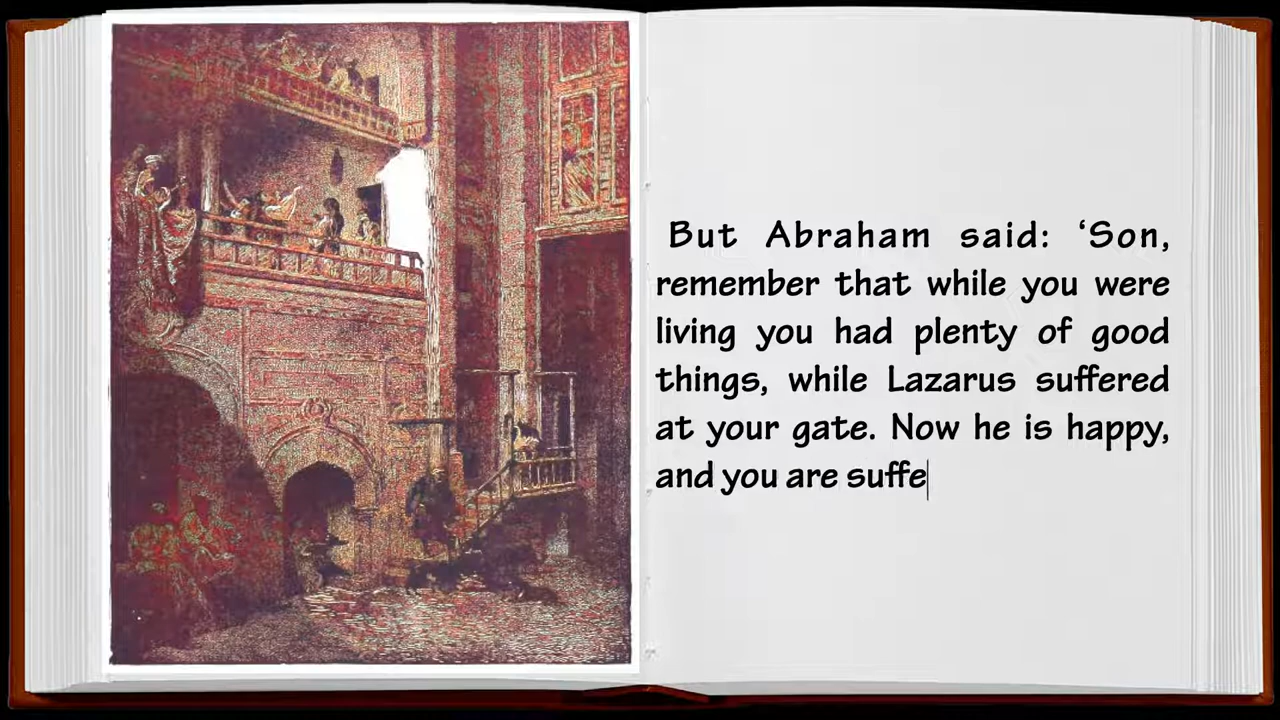 But Abraham said: ‘Son,
remember that while you were
living you had plenty of good
things, while Lazarus suffered
at your gate. Now he is happy,
and you are suffe